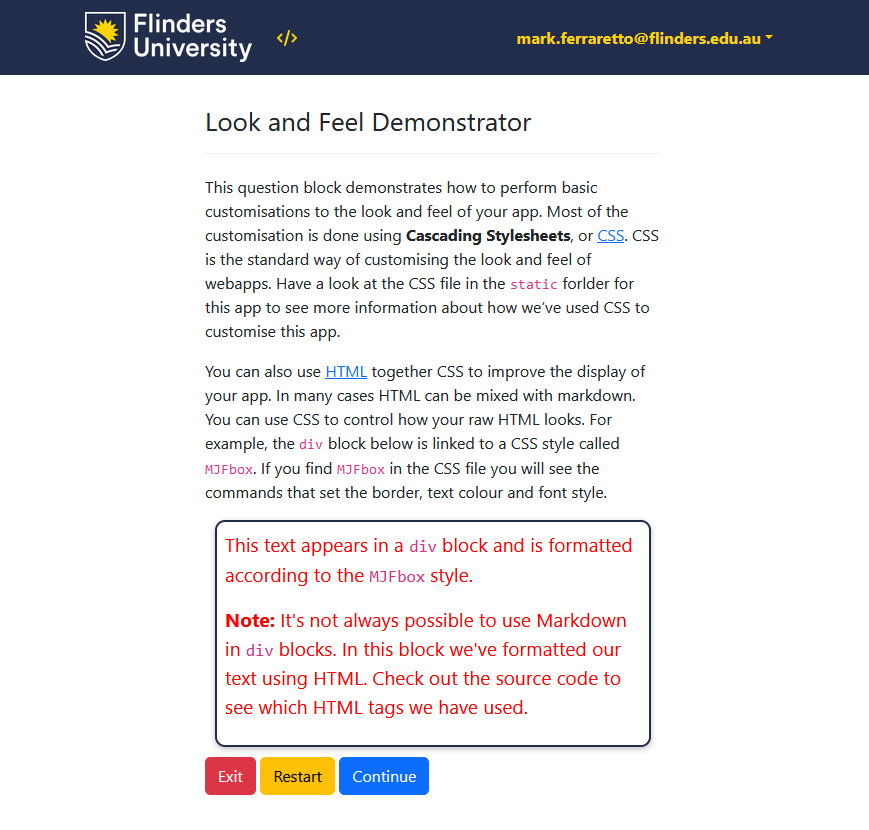 Flinders
University
</>
mark.ferraretto@flinders.edu.au
Look and Feel Demonstrator
This question block demonstrates how to perform basic
customisations to the look and feel of your app. Most of the
customisation is done using Cascading Stylesheets, or CSS. CSS
is the standard way of customising the look and feel of
webapps. Have a look at the CSS file in the static forlder for
this app to see more information about how we’ve used CSS to
customise this app.
You can also use HTML together CSS to improve the display of
your app. In many cases HTML can be mixed with markdown.
You can use CSS to control how your raw HTML looks. For
example, the div block below is linked to a CSS style called
MJFbox. If you find MJFbox in the CSS file you will see the
commands that set the border, text colour and font style.
This text appears in a div block and is formatted
according to the MJFbox style.
Note: It's not always possible to use Markdown
in div blocks. In this block we've formatted our
text using HTML. Check out the source code to
see which HTML tags we have used.
Exit Restart Continue